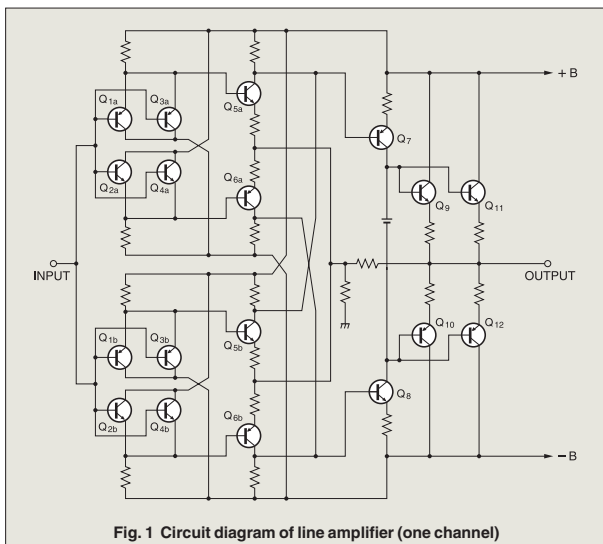 + B
Q1a
Q3a
Q5a
Q7
Q2a
Q4a
Q6a
Q9
Q11
INPUT
OUTPUT
Q1b
Q3b
Q5b
Q10
Q12
Q2b
Q4b
Q6b
Q8
– B
Fig. 1 Circuit diagram of line amplifier (one channel)